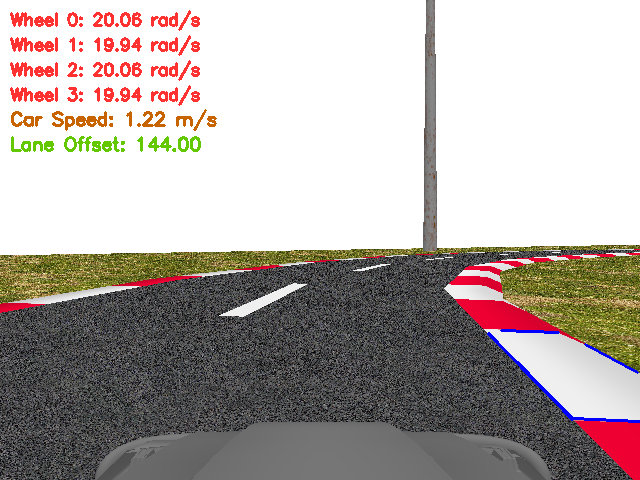 Wheel 0: 20.06 rad/s
Wheel 1: 19.94 rad/s
Wheel 2: 20.06 rad/s
Wheel 3: 19.94 rad/s
Car Speed: 1.22 m/s
Lane Offset: 144.00